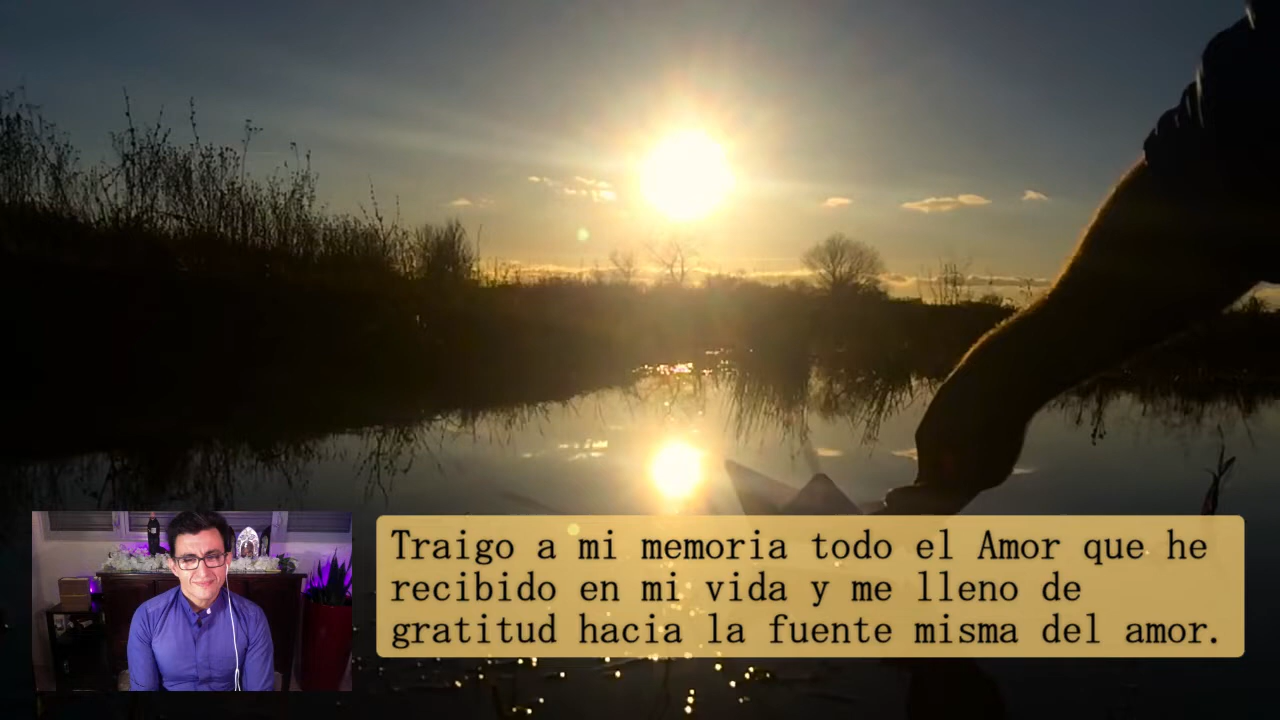 Traigo a mi memoria todo el Amor que he
recibido en mi vida y me lleno de
gratitud hacia la fuente misma del amor.